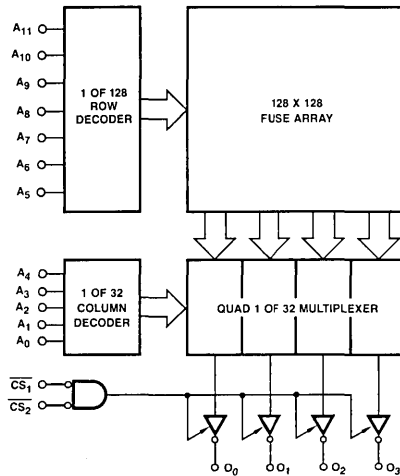 A11
A10
A9
A8
A7
A6
A5
1 OF 128
ROW
DECODER
128 X 128
FUSE ARRAY
A4
A3
A2
A1
A0
1 OF 32
COLUMN
DECODER
QUAD 1 OF 32 MULTIPLEXER
CS1
CS2
O0
O1
O2
O3